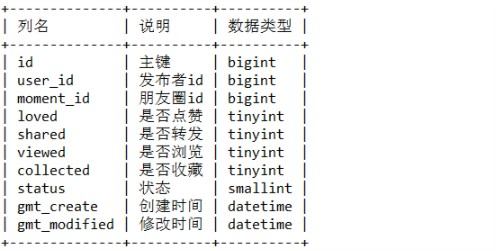 列名 说明 数据类型
id 主键 bigint
user_id 发布者id bigint
moment_id 朋友圈id bigint
loved 是否点赞 tinyint
shared 是否转发 tinyint
viewed 是否浏览 tinyint
collected 是否收藏 tinyint
status 状态 smallint
gmt_create 创建时间 datetime
gmt_modified 修改时间 datetime